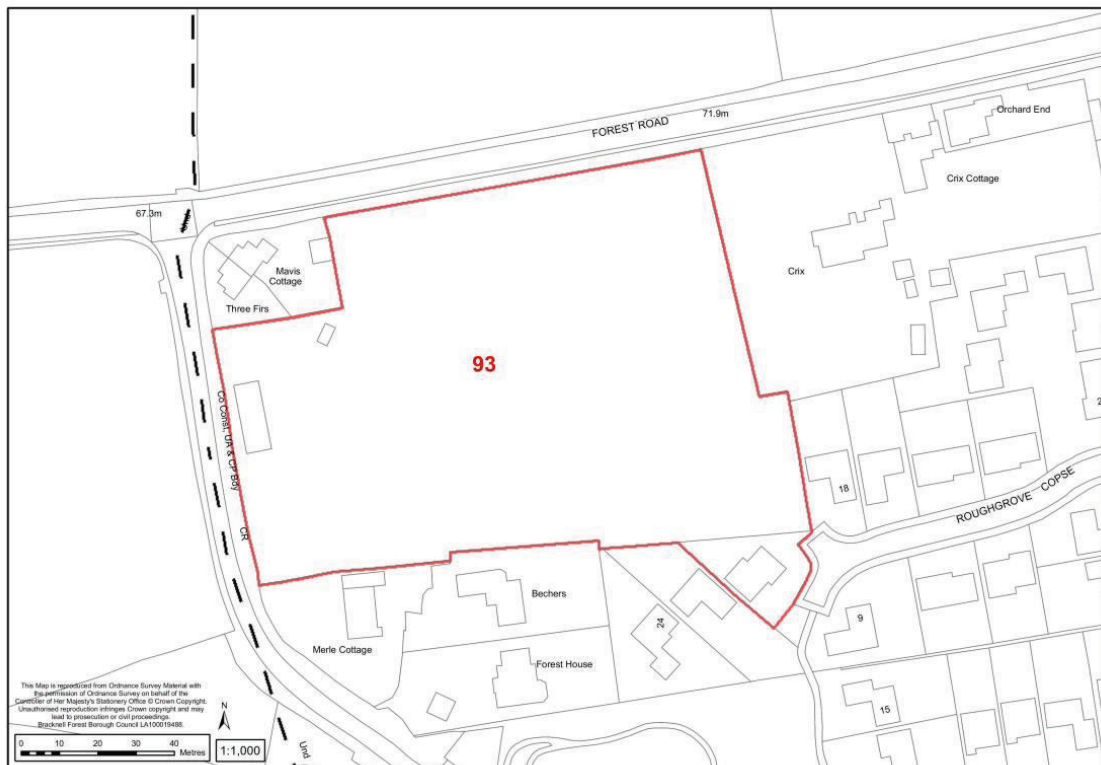 Orchard End
71.9m
FOREST ROAD
Crix Cottage
67.3m
Mavis
Cottage
Crix
Three Firs
93
2
Co Const, UA & CP Bdy
18
ROUGHGROVE COPSE
CR
Bechers
9
24
Merle Cottage
Forest House
15
This Map is reproduced from Ordnance Survey Material with
the permission of Ordnance Survey on behalf of the
Controller of Her Majesty's Stationery Office © Crown Copyright.
Unauthorised reproduction infringes Crown copyright and may
lead to prosecution or civil proceedings.
Bracknell Forest Borough Council LA100019488.
N
0 10 20 30 40
Metres
1:1,000
Und